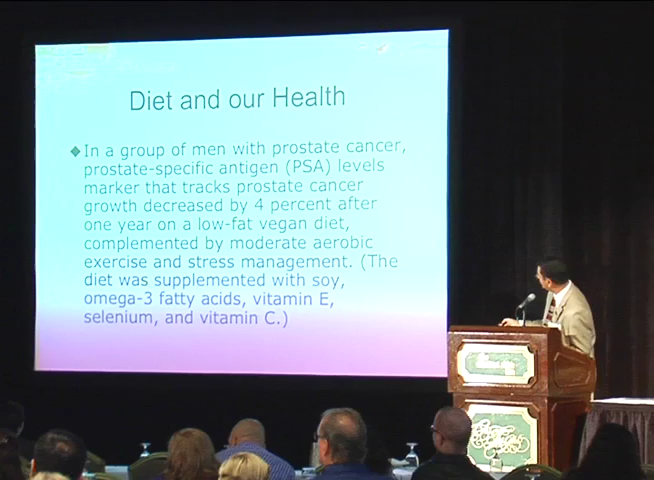 Diet and our Health
In a group of men with prostate cancer,
prostate-specific antigen (PSA) levels
marker that tracks prostate cancer
growth decreased by 4 percent after
one year on a low-fat vegan diet,
complemented by moderate aerobic
exercise and stress management. (The
diet was supplemented with soy,
omega-3 fatty acids, vitamin E,
selenium, and vitamin C.)